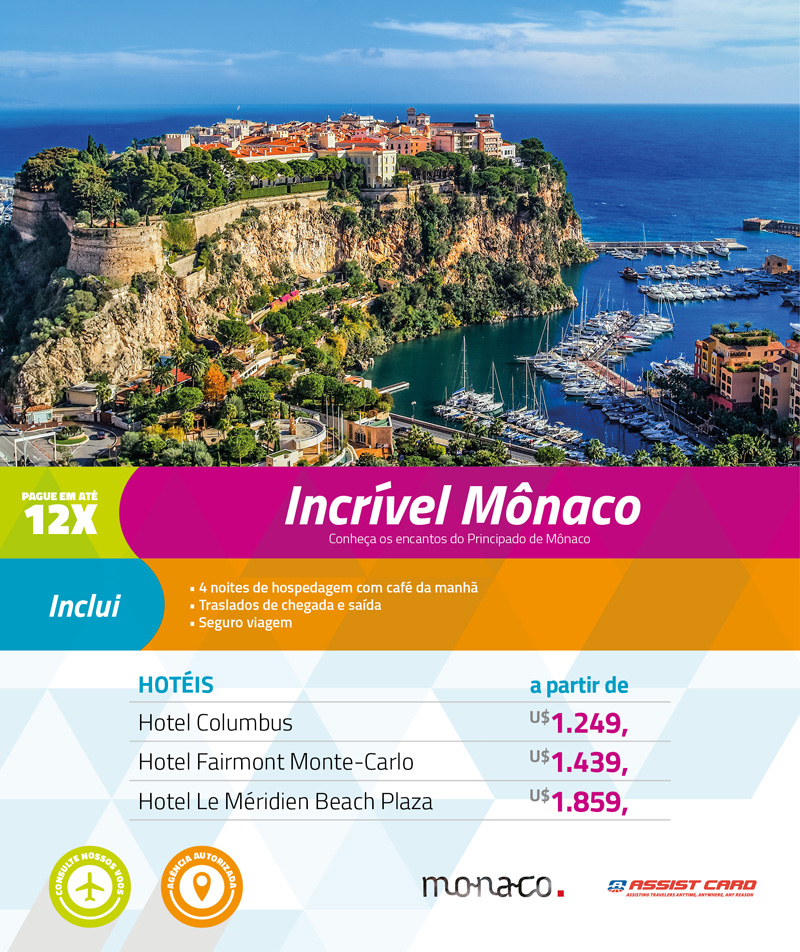 PAGUE EM ATÉ
12X
Incrível Mônaco
Conheça os encantos do Principado de Mônaco
Inclui
• 4 noites de hospedagem com café da manhã
• Traslados de chegada e saída
• Seguro viagem
HOTÉIS a partir de
Hotel Columbus U$1.249,
Hotel Fairmont Monte-Carlo U$1.439,
Hotel Le Méridien Beach Plaza U$1.859,
CONSULTE NOSSOS VOOS
AGÊNCIA AUTORIZADA
monaco.
ASSIST CARD
ASSISTING TRAVELERS ANYTIME, ANYWHERE, ANY REASON